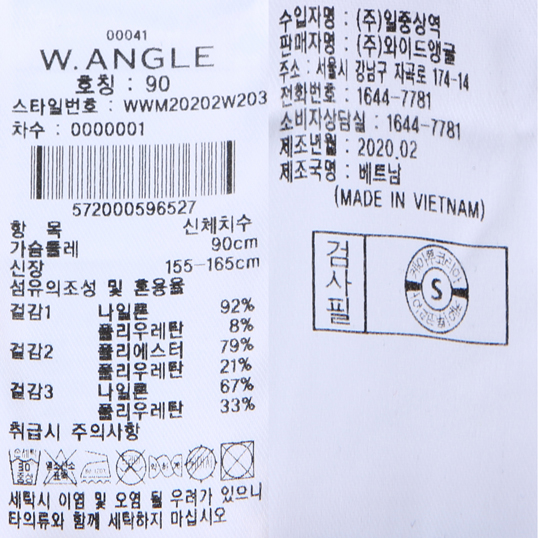 00041
W.ANGLE
호칭 : 90
스타일번호 : WWM20202W203
차수 : 0000001
572000596527
항 목 신체치수
가슴둘레 90cm
신장 155-165cm
섬유의조성 및 혼용율
겉감1 나일론 92%
폴리우레탄 8%
겉감2 폴리에스터 79%
폴리우레탄 21%
겉감3 나일론 67%
폴리우레탄 33%
취급시 주의사항
세탁시 이염 및 오염 될 우려가 있으니
타의류와 함께 세탁하지 마십시오
수입자명 : (주)일중상역
판매자명 : (주)와이드앵글
주소 : 서울시 강남구 자곡로 174-14
전화번호 : 1644-7781
소비자상담실 : 1644-7781
제조년월 : 2020.02
제조국명 : 베트남
(MADE IN VIETNAM)
검사필
S